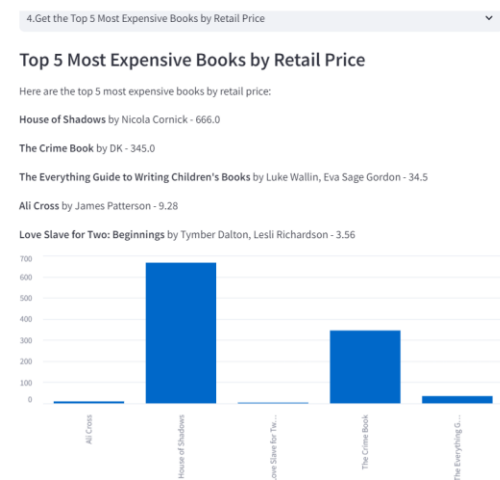 4.Get the Top 5 Most Expensive Books by Retail Price
Top 5 Most Expensive Books by Retail Price
Here are the top 5 most expensive books by retail price:
House of Shadows by Nicola Cornick - 666.0
The Crime Book by DK - 345.0
The Everything Guide to Writing Children's Books by Luke Wallin, Eva Sage Gordon - 34.5
Ali Cross by James Patterson - 9.28
Love Slave for Two: Beginnings by Tymber Dalton, Lesli Richardson - 3.56
700
600
500
400
300
200
100
0
Ali Cross
House of Shadows
ove Slave for Tw…
The Crime Book
The Everything G…